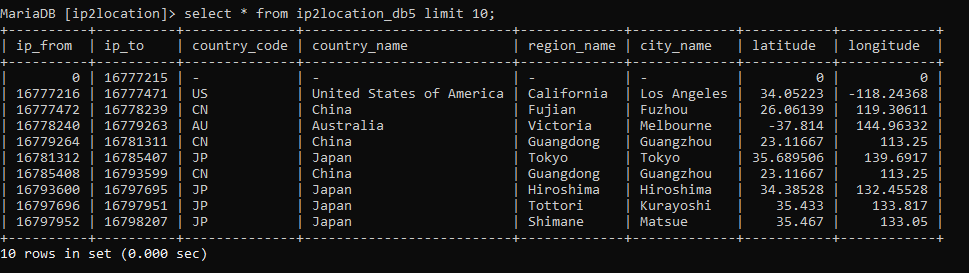 MariaDB [ip2location]> select * from ip2location_db5 limit 10;
+----------+----------+--------------+--------------------------+-------------+-------------+-----------+------------+
| ip_from | ip_to | country_code | country_name | region_name | city_name | latitude | longitude |
+----------+----------+--------------+--------------------------+-------------+-------------+-----------+------------+
| 0 | 16777215 | - | - | - | - | 0 | 0 |
| 16777216 | 16777471 | US | United States of America | California | Los Angeles | 34.05223 | -118.24368 |
| 16777472 | 16778239 | CN | China | Fujian | Fuzhou | 26.06139 | 119.30611 |
| 16778240 | 16779263 | AU | Australia | Victoria | Melbourne | -37.814 | 144.96332 |
| 16779264 | 16781311 | CN | China | Guangdong | Guangzhou | 23.11667 | 113.25 |
| 16781312 | 16785407 | JP | Japan | Tokyo | Tokyo | 35.689506 | 139.6917 |
| 16785408 | 16793599 | CN | China | Guangdong | Guangzhou | 23.11667 | 113.25 |
| 16793600 | 16797695 | JP | Japan | Hiroshima | Hiroshima | 34.38528 | 132.45528 |
| 16797696 | 16797951 | JP | Japan | Tottori | Kurayoshi | 35.433 | 133.817 |
| 16797952 | 16798207 | JP | Japan | Shimane | Matsue | 35.467 | 133.05 |
+----------+----------+--------------+--------------------------+-------------+-------------+-----------+------------+
10 rows in set (0.000 sec)